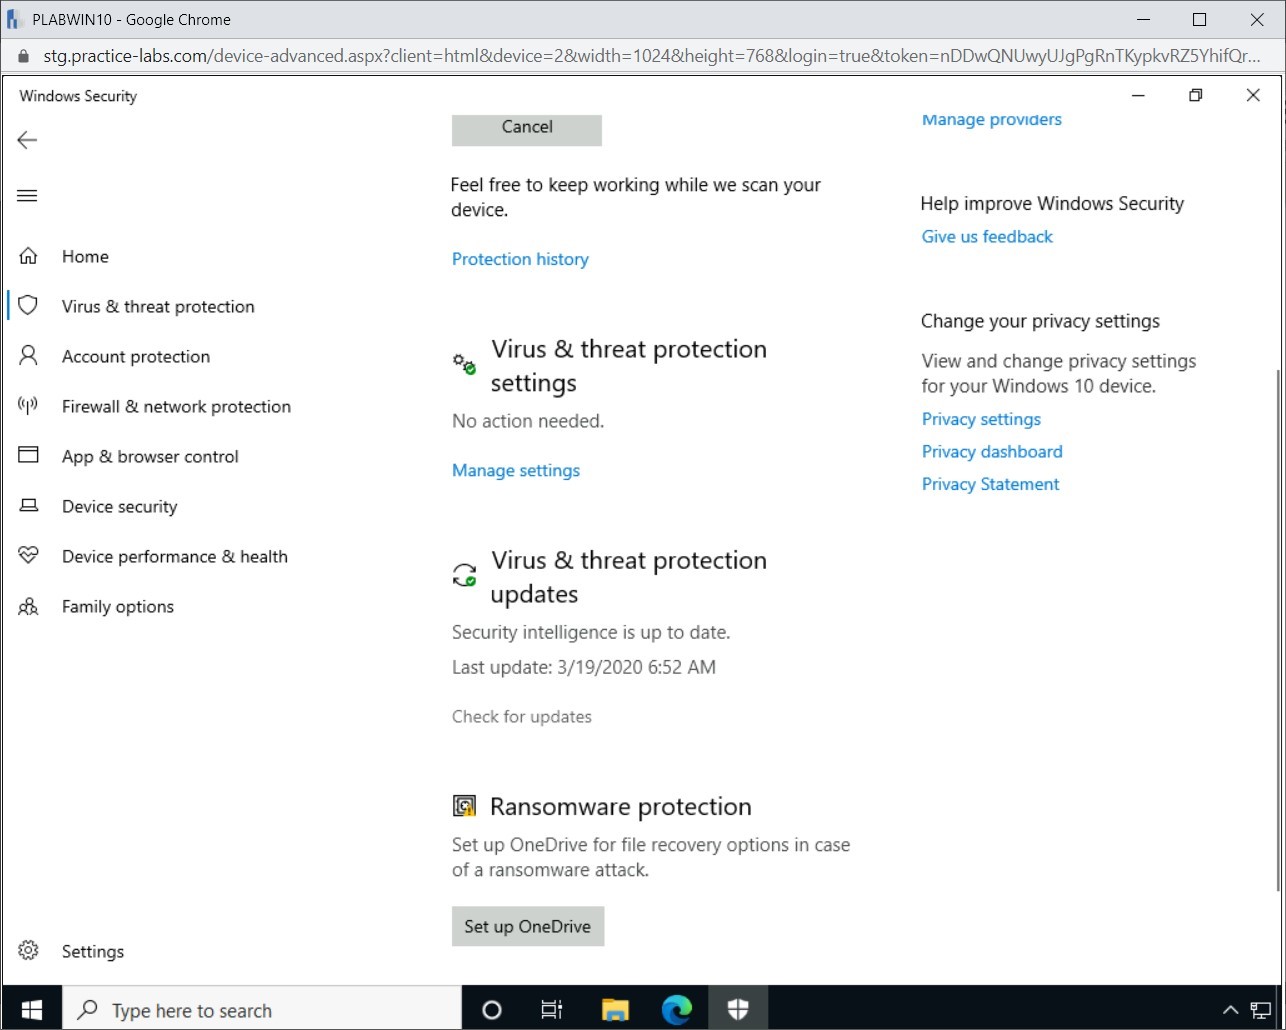 PLABWIN10 - Google Chrome
stg.practice-labs.com/device-advanced.aspx?client=html&device=2&width=1024&height=768&login=true&token=nDDwQNUwyUJgPgRnTKypkvRZ5YhifQr...
Windows Security
Home
Virus & threat protection
Account protection
Firewall & network protection
App & browser control
Device security
Device performance & health
Family options
Settings
Cancel
Feel free to keep working while we scan your
device.
Protection history
Virus & threat protection
settings
No action needed.
Manage settings
Virus & threat protection
updates
Security intelligence is up to date.
Last update: 3/19/2020 6:52 AM
Check for updates
Ransomware protection
Set up OneDrive for file recovery options in case
of a ransomware attack.
Set up OneDrive
Manage providers
Help improve Windows Security
Give us feedback
Change your privacy settings
View and change privacy settings
for your Windows 10 device.
Privacy settings
Privacy dashboard
Privacy Statement
Type here to search